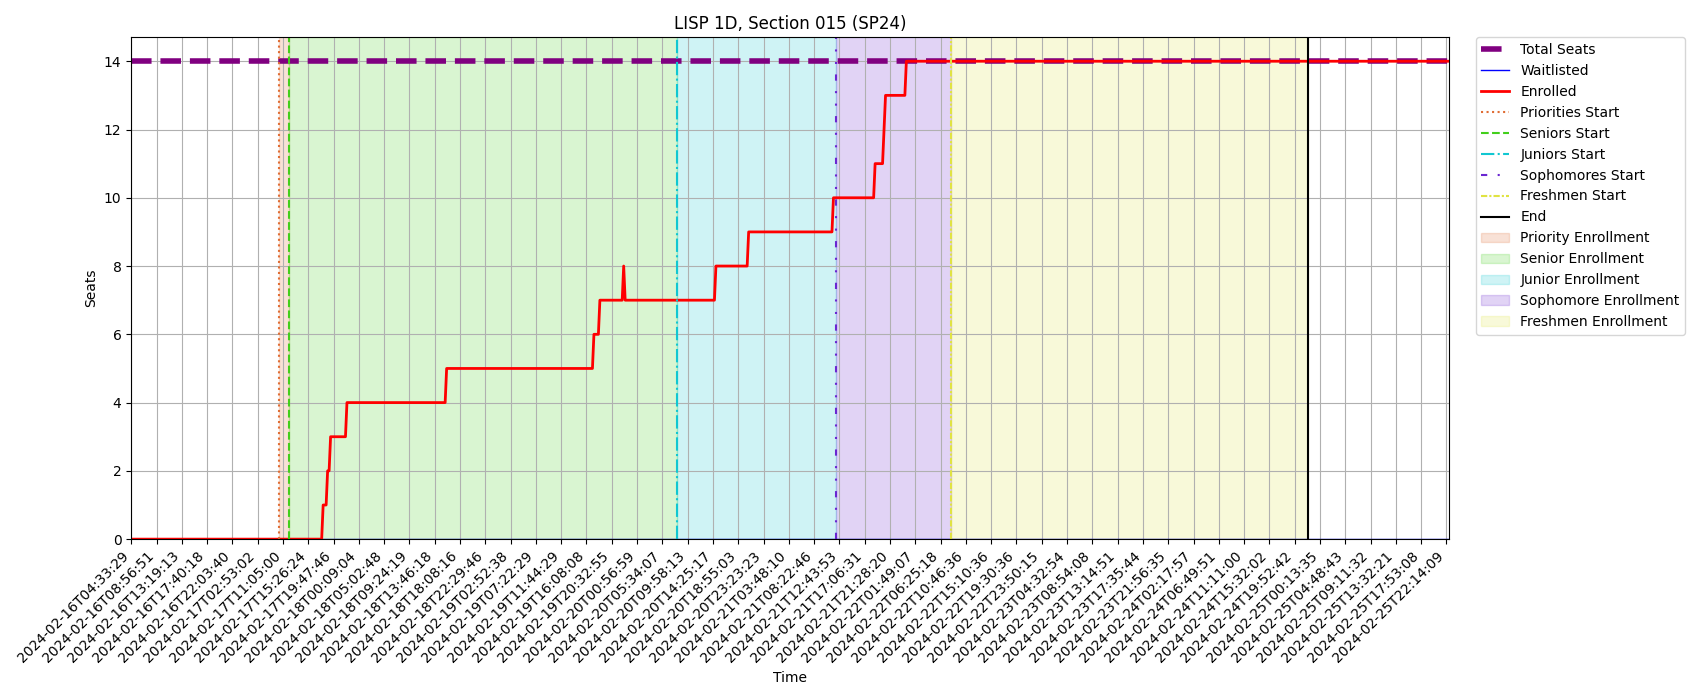 LISP 1D, Section 015 (SP24)
Seats
14
12
10
8
6
4
2
0
2024-02-16T04:33:29
2024-02-16T08:56:51
2024-02-16T13:19:13
2024-02-16T17:40:18
2024-02-16T22:03:40
2024-02-17T02:53:02
2024-02-17T11:05:00
2024-02-17T15:26:24
2024-02-17T19:47:46
2024-02-18T00:09:04
2024-02-18T05:02:48
2024-02-18T09:24:19
2024-02-18T13:46:18
2024-02-18T18:08:16
2024-02-18T22:29:46
2024-02-19T02:52:38
2024-02-19T07:22:29
2024-02-19T11:44:29
2024-02-19T16:08:08
2024-02-19T20:32:55
2024-02-20T00:56:59
2024-02-20T05:34:07
2024-02-20T09:58:13
2024-02-20T14:25:17
2024-02-20T18:55:03
2024-02-20T23:23:23
2024-02-21T03:48:10
2024-02-21T08:22:46
2024-02-21T12:43:53
2024-02-21T17:06:31
2024-02-21T21:28:20
2024-02-22T01:49:07
2024-02-22T06:25:18
2024-02-22T10:46:36
2024-02-22T15:10:36
2024-02-22T19:30:36
2024-02-22T23:50:15
2024-02-23T04:32:54
2024-02-23T08:54:08
2024-02-23T13:14:51
2024-02-23T17:35:44
2024-02-23T21:56:35
2024-02-24T02:17:57
2024-02-24T06:49:51
2024-02-24T11:11:00
2024-02-24T15:32:02
2024-02-24T19:52:42
2024-02-25T00:13:35
2024-02-25T04:48:43
2024-02-25T09:11:32
2024-02-25T13:32:21
2024-02-25T17:53:08
2024-02-25T22:14:09
Time
Total Seats
Waitlisted
Enrolled
Priorities Start
Seniors Start
Juniors Start
Sophomores Start
Freshmen Start
End
Priority Enrollment
Senior Enrollment
Junior Enrollment
Sophomore Enrollment
Freshmen Enrollment